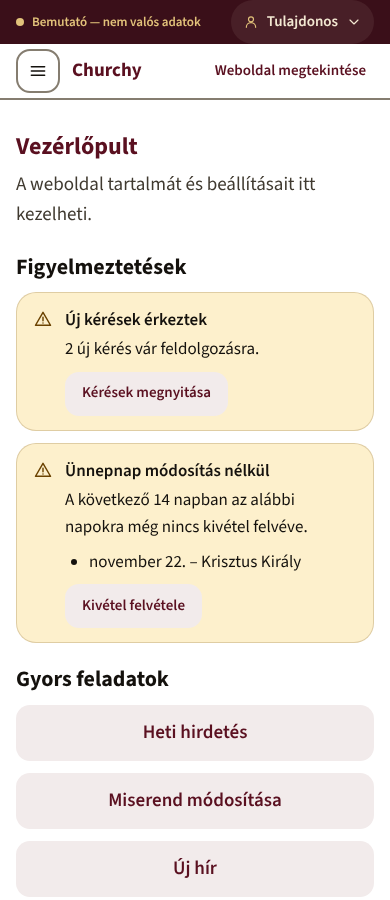 Bemutató — nem valós adatok
Tulajdonos
Churchy
Weboldal megtekintése
Vezérlőpult
A weboldal tartalmát és beállításait itt
kezelheti.
Figyelmeztetések
Új kérések érkeztek
2 új kérés vár feldolgozásra.
Kérések megnyitása
Ünnepnap módosítás nélkül
A következő 14 napban az alábbi
napokra még nincs kivétel felvéve.
• november 22. – Krisztus Király
Kivétel felvétele
Gyors feladatok
Heti hirdetés
Miserend módosítása
Új hír